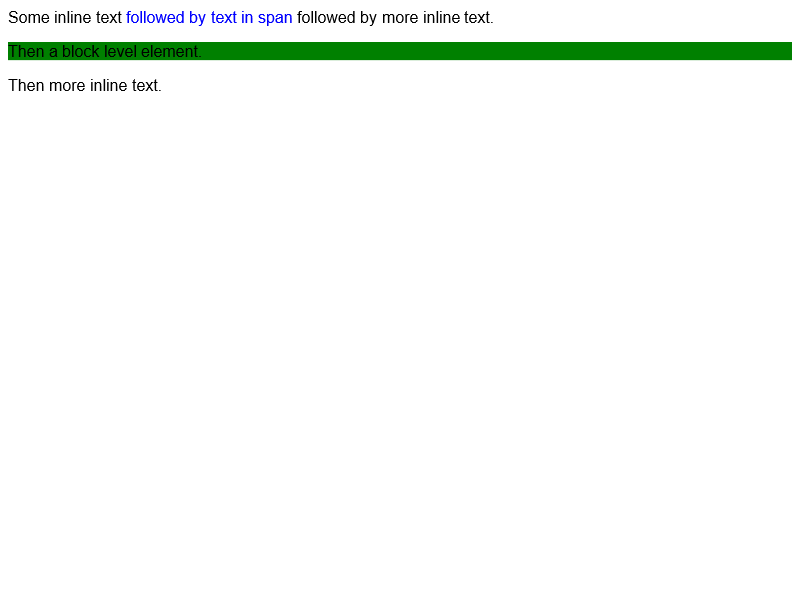 Some inline text followed by text in span followed by more inline text.
Then a block level element.
Then more inline text.